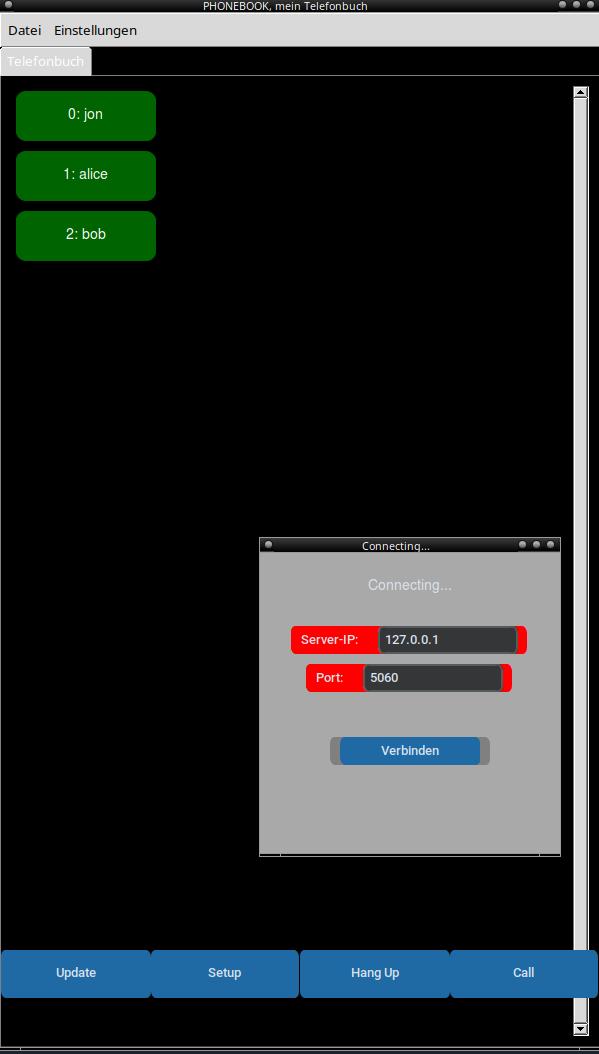 PHONEBOOK, mein Telefonbuch
Datei Einstellungen
Telefonbuch
0: jon
1: alice
2: bob
Connecting...
Connecting...
Server-IP: 127.0.0.1
Port: 5060
Verbinden
Update Setup Hang Up Call